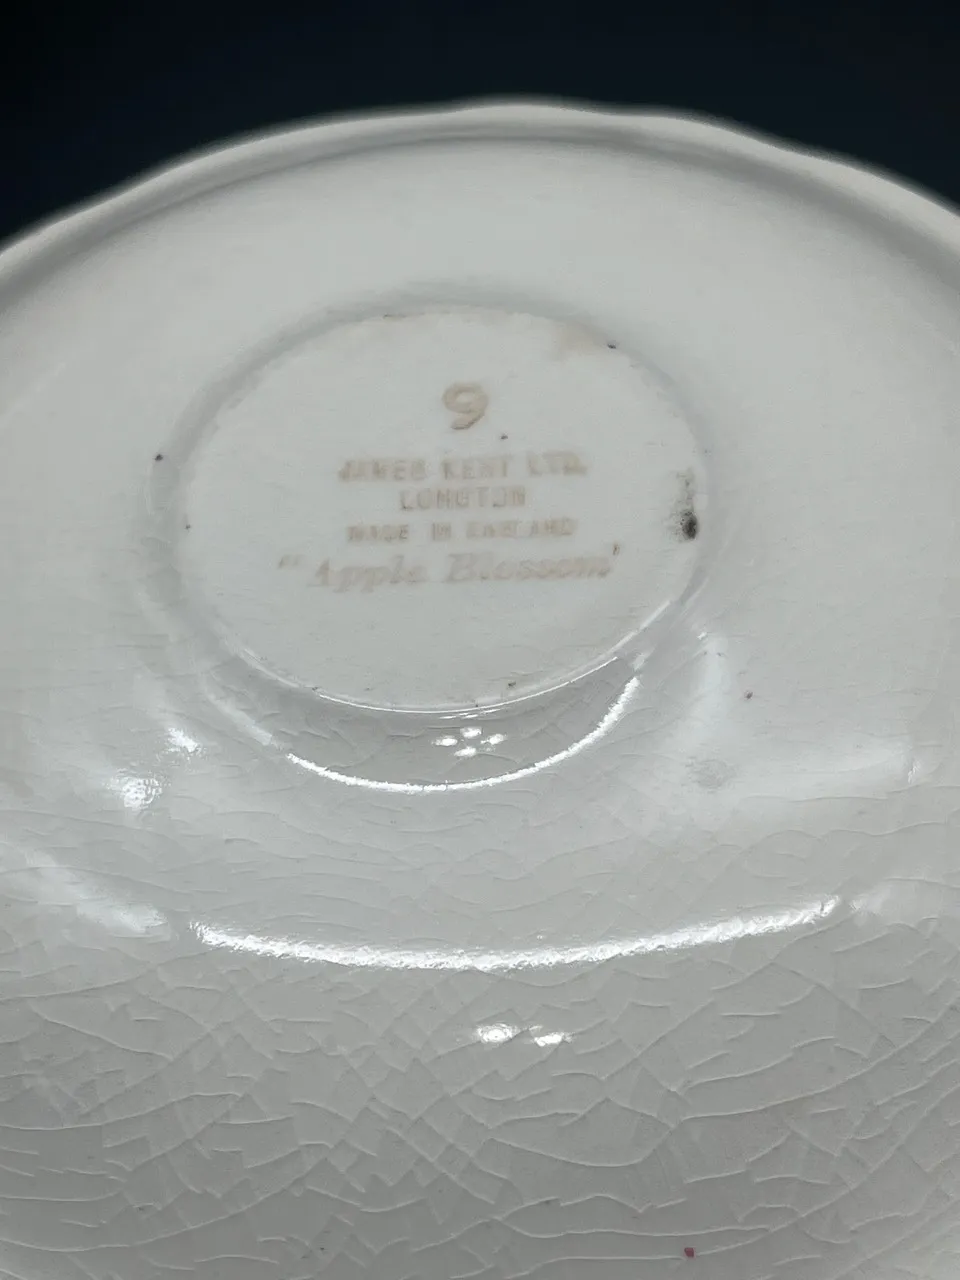 9
JAMES KENT LTD.
LONGTON
MADE IN ENGLAND
"Apple Blossom"